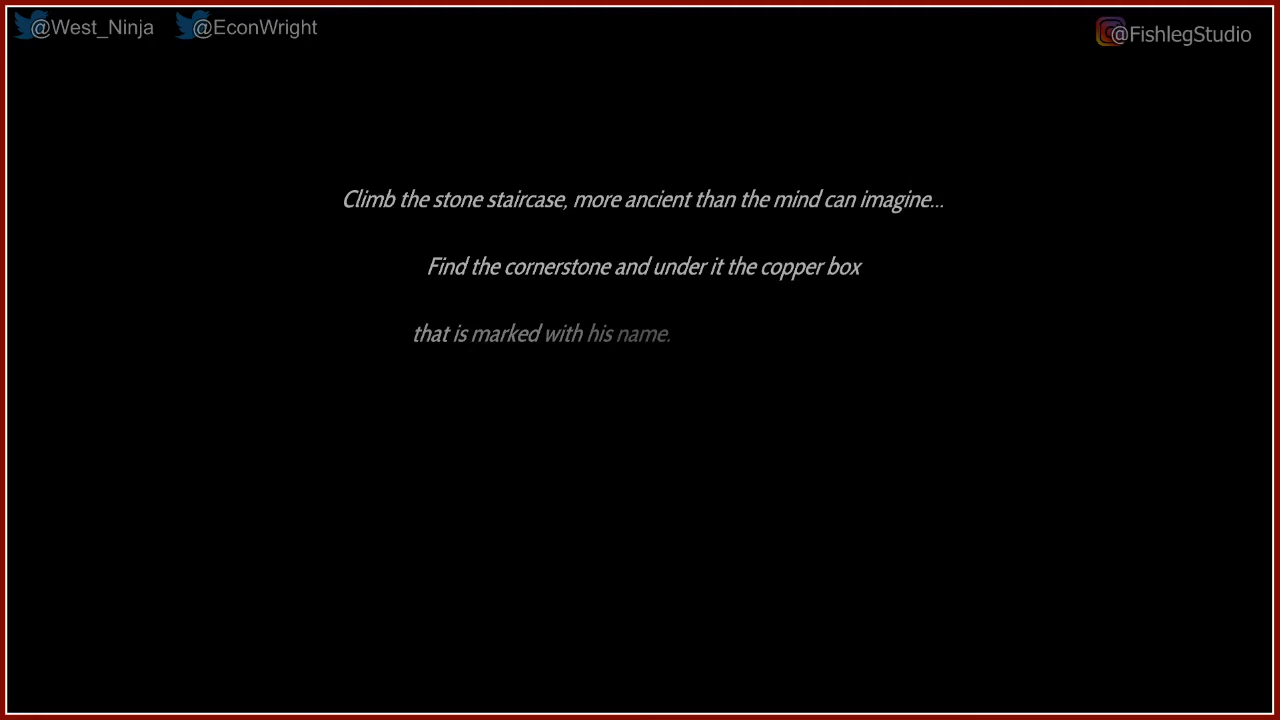 @West_Ninja @EconWright @FishlegStudio
Climb the stone staircase, more ancient than the mind can imagine...
Find the cornerstone and under it the copper box
that is marked with his name.